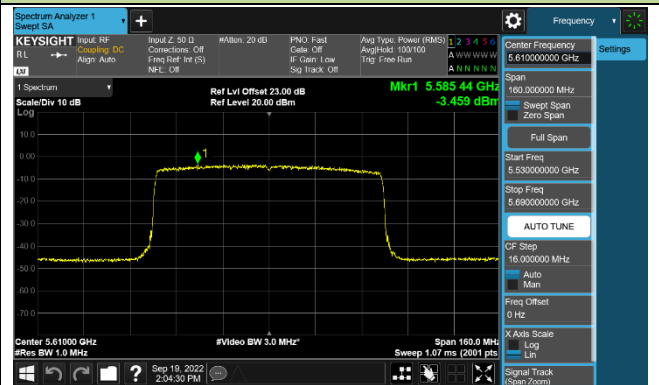 Spectrum Analyzer 1
Swept SA
+
Frequency
KEYSIGHT
RL
LXI
Input: RF
Coupling: DC
Align: Auto
Input Z: 50 Ω
Corrections: Off
Freq Ref: Int (S)
NFE: Off
#Atten: 20 dB
PNO: Fast
Gate: Off
IF Gain: Low
Sig Track: Off
Avg Type: Power (RMS)
Avg|Hold: 100/100
Trig: Free Run
1 2 3 4 5 6
A W W W W W
A N N N N N
Center Frequency
5.610000000 GHz
Settings
Span
160.000000 MHz
Swept Span
Zero Span
Full Span
Start Freq
5.530000000 GHz
Stop Freq
5.690000000 GHz
AUTO TUNE
CF Step
16.000000 MHz
Auto
Man
Freq Offset
0 Hz
X Axis Scale
Log
Lin
Signal Track
(Span Zoom)
1 Spectrum
Scale/Div 10 dB
Log
Ref Lvl Offset 23.00 dB
Ref Level 20.00 dBm
Mkr1 5.585 44 GHz
-3.459 dBm
1
10.0
0.00
-10.0
-20.0
-30.0
-40.0
-50.0
-60.0
-70.0
Center 5.61000 GHz
#Res BW 1.0 MHz
#Video BW 3.0 MHz*
Span 160.0 MHz
Sweep 1.07 ms (2001 pts)
?
Sep 19, 2022
2:04:30 PM